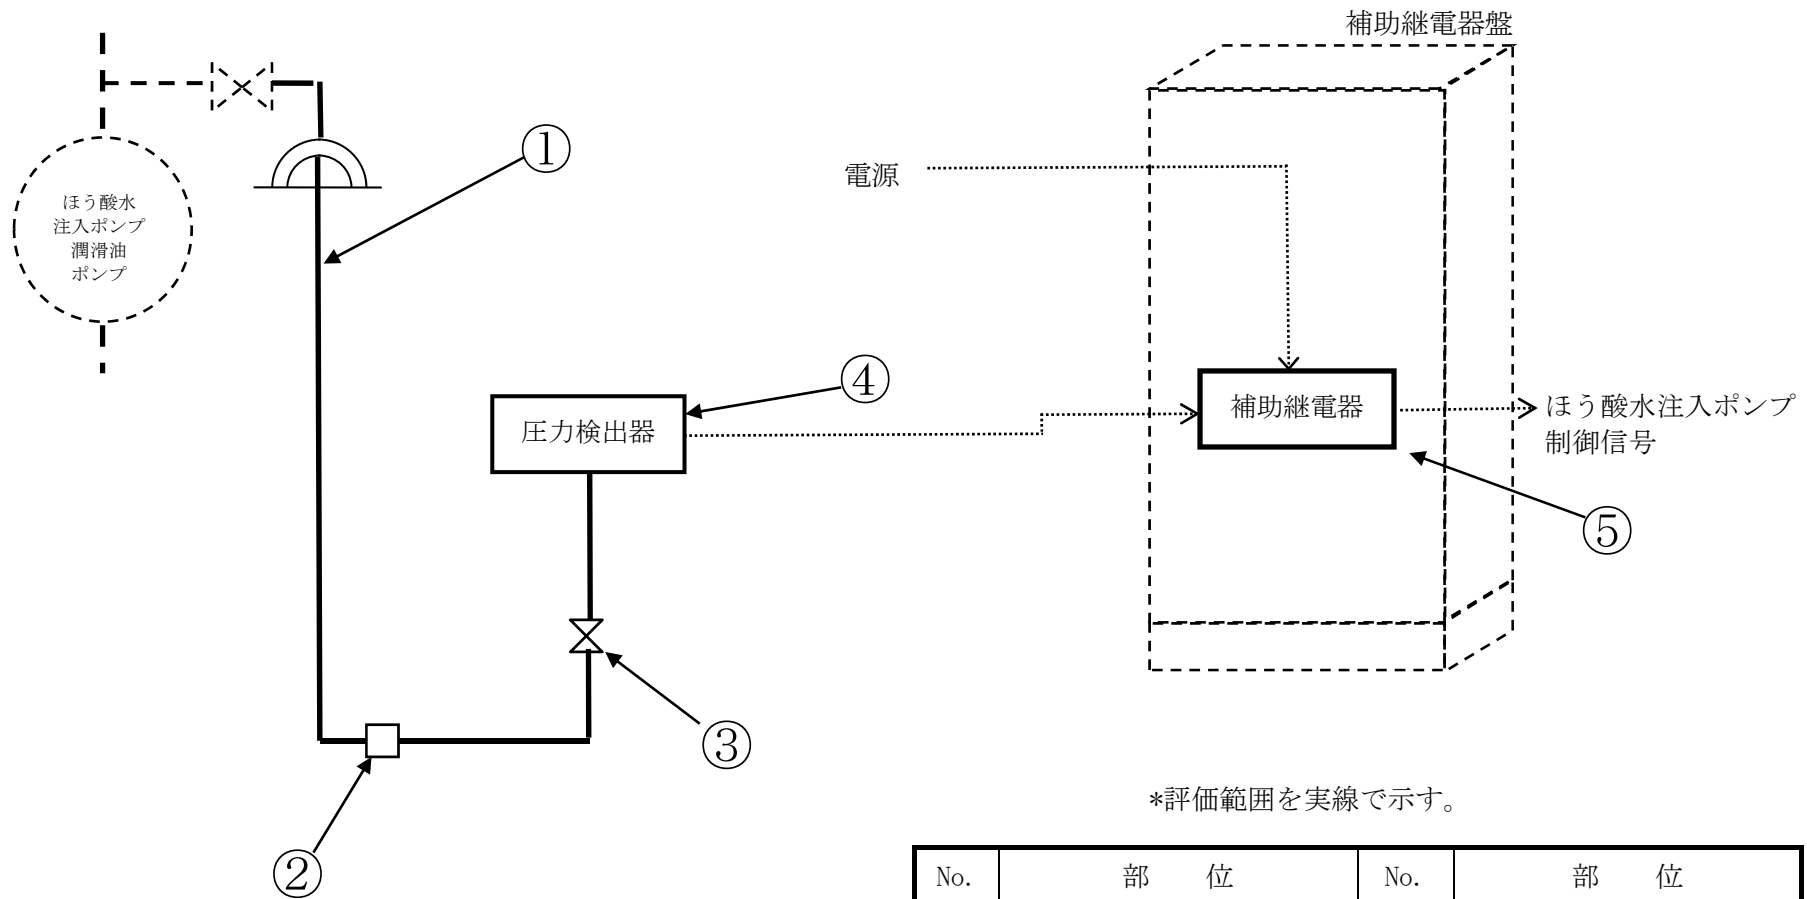 補助継電器盤
①
電源
ほう酸水
注入ポンプ
潤滑油
ポンプ
④
圧力検出器
補助継電器
ほう酸水注入ポンプ
制御信号
⑤
③
*評価範囲を実線で示す。
②
No. 部　位 No. 部　位